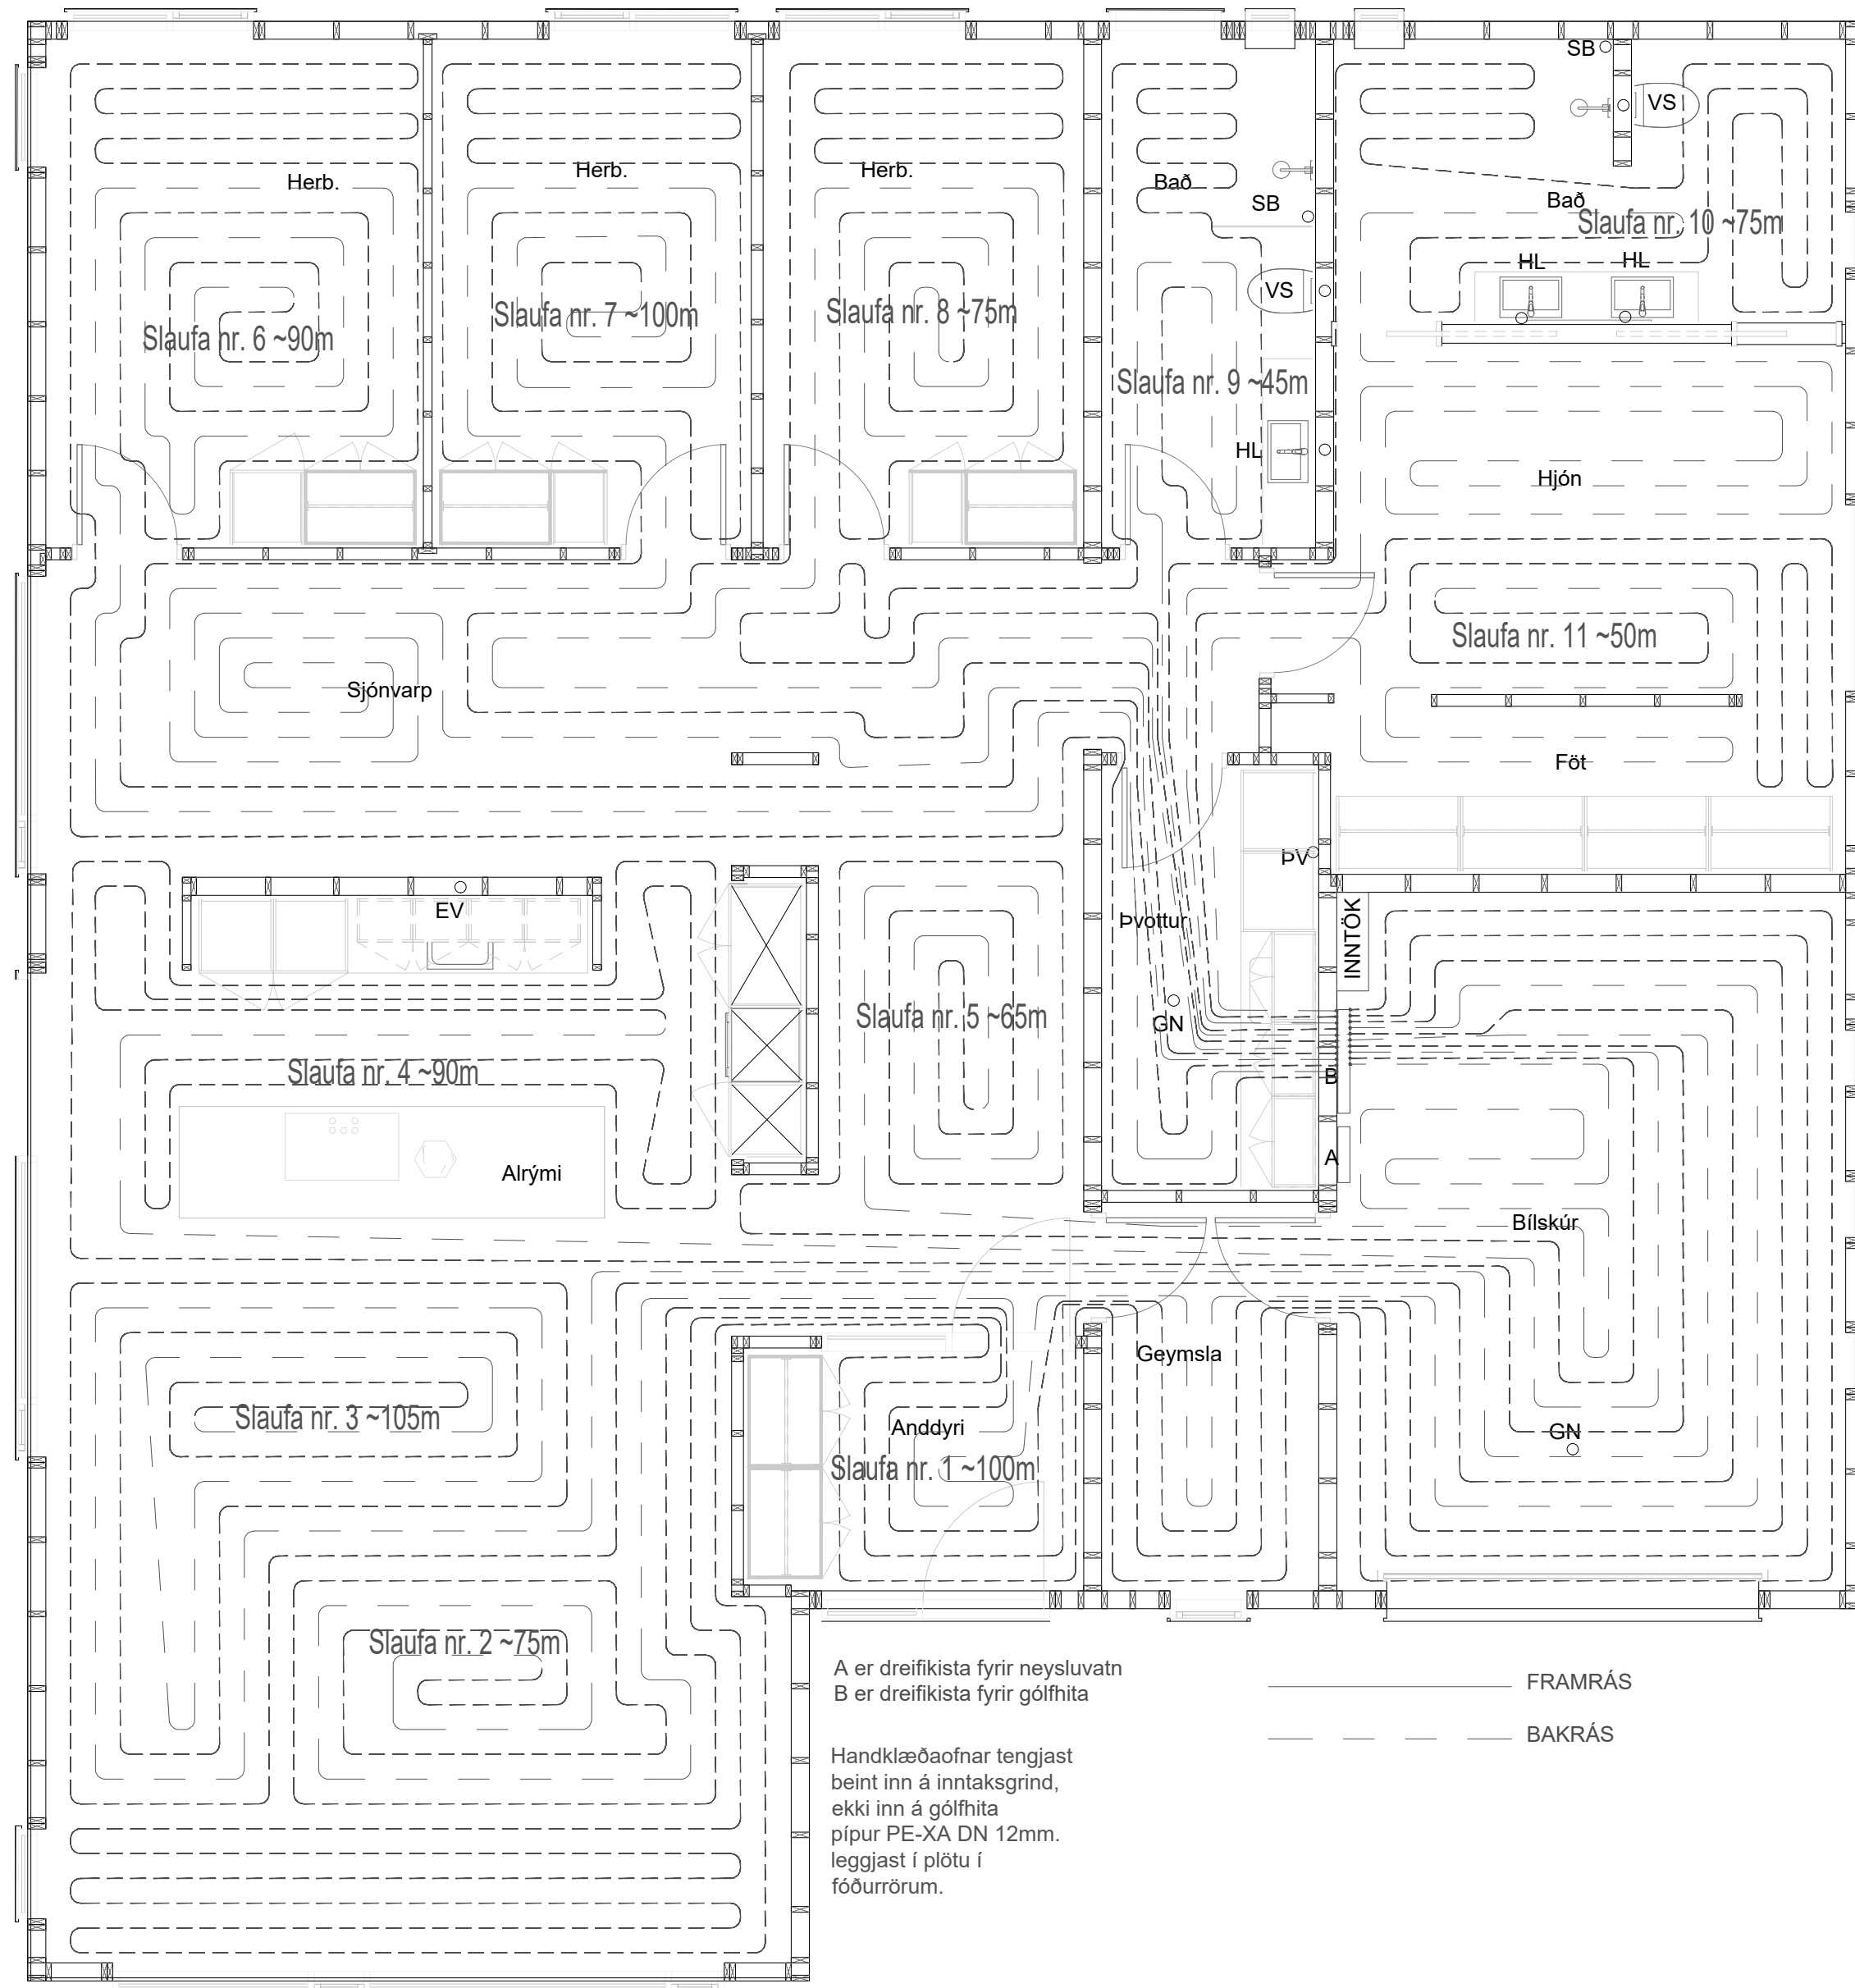 SB
VS
Herb.
Herb.
Herb.
Bað
SB
Bað
Slaufa nr. 10 ~75m
HL
HL
VS
Slaufa nr. 6 ~90m
Slaufa nr. 7 ~100m
Slaufa nr. 8 ~75m
Slaufa nr. 9 ~45m
HL
Hjón
Slaufa nr. 11 ~50m
Sjónvarp
Föt
ÞV
EV
Þvottur
INNTÖK
Slaufa nr. 5 ~65m
GN
Slaufa nr. 4 ~90m
B
A
Alrými
Bílskúr
Geymsla
Slaufa nr. 3 ~105m
Anddyri
GN
Slaufa nr. 1 ~100m
Slaufa nr. 2 ~75m
A er dreifikista fyrir neysluvatn
B er dreifikista fyrir gólfhita
FRAMRÁS
BAKRÁS
Handklæðaofnar tengjast
beint inn á inntaksgrind,
ekki inn á gólfhita
pípur PE-XA DN 12mm.
leggjast í plötu í
fóðurrörum.